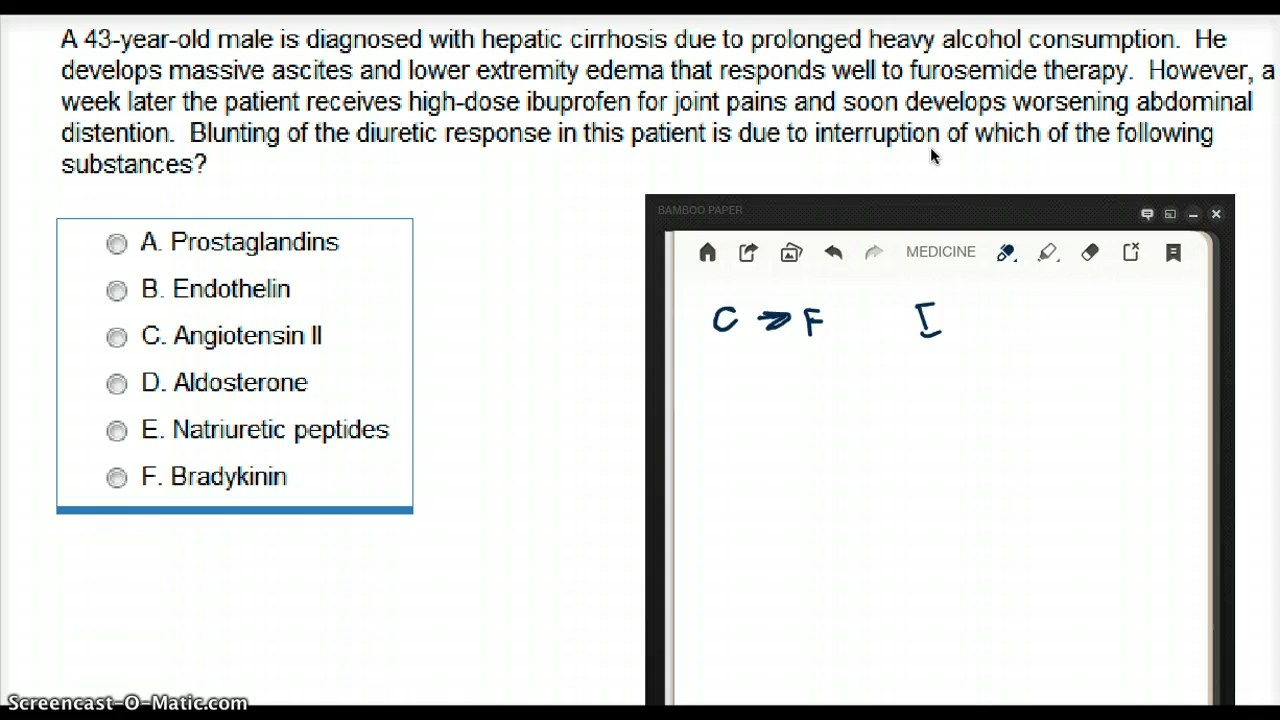 A 43-year-old male is diagnosed with hepatic cirrhosis due to prolonged heavy alcohol consumption. He
develops massive ascites and lower extremity edema that responds well to furosemide therapy. However, a
week later the patient receives high-dose ibuprofen for joint pains and soon develops worsening abdominal
distention. Blunting of the diuretic response in this patient is due to interruption of which of the following
substances?
A. Prostaglandins
B. Endothelin
C. Angiotensin II
D. Aldosterone
E. Natriuretic peptides
F. Bradykinin
BAMBOO PAPER
MEDICINE
C → F I
Screencast-O-Matic.com